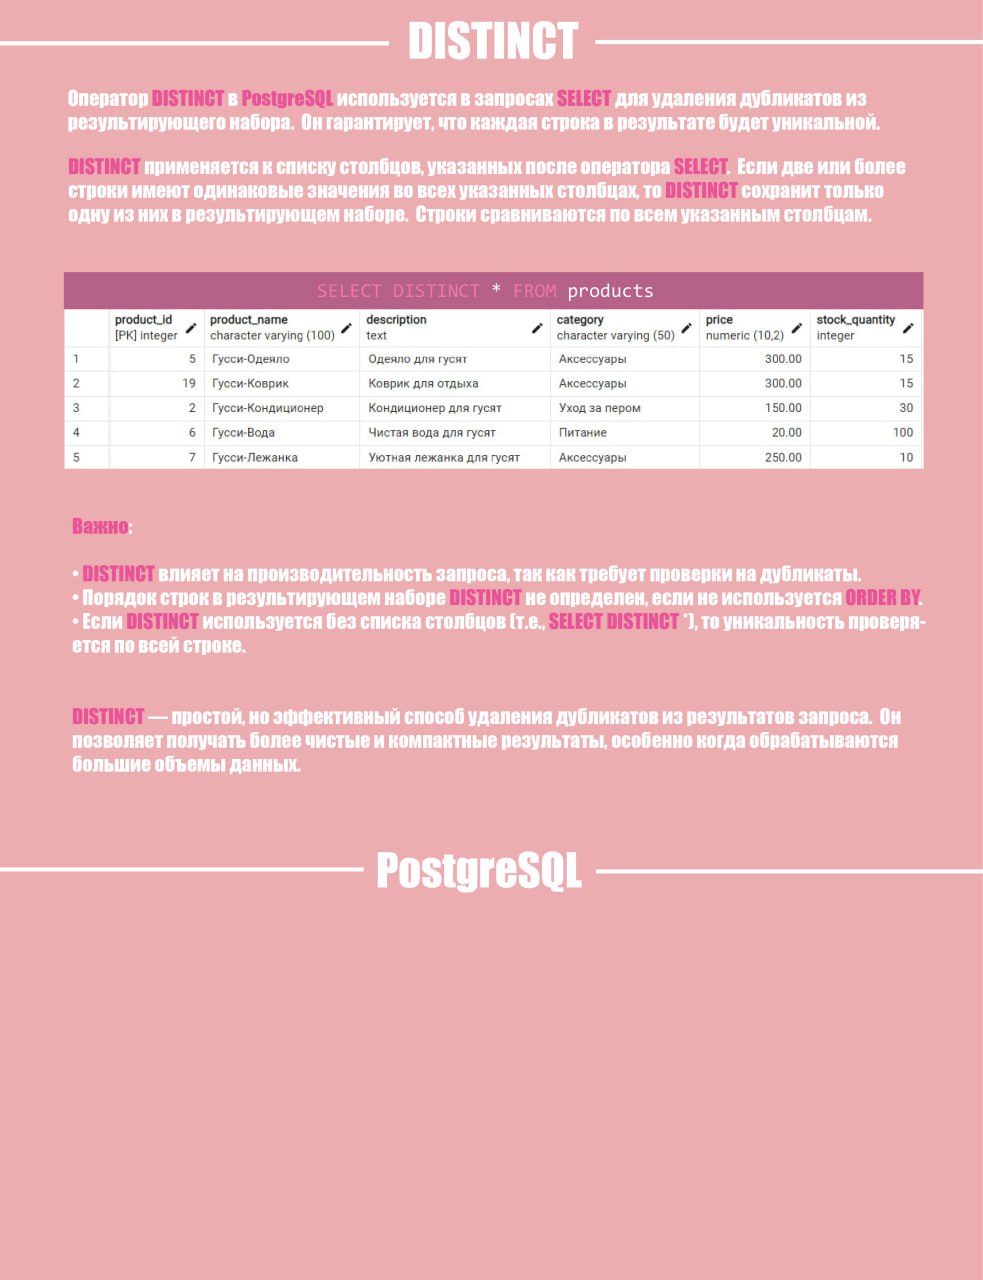 DISTINCT
Оператор DISTINCT в PostgreSQL используется в запросах SELECT для удаления дубликатов из
результирующего набора. Он гарантирует, что каждая строка в результате будет уникальной.
DISTINCT применяется к списку столбцов, указанных после оператора SELECT. Если две или более
строки имеют одинаковые значения во всех указанных столбцах, то DISTINCT сохранит только
одну из них в результирующем наборе. Строки сравниваются по всем указанным столбцам.
SELECT DISTINCT * FROM products
product_id product_name description category price stock_quantity
[PK] integer character varying (100) text character varying (50) numeric (10,2) integer
1 5 Гусси-Одеяло Одеяло для гусят Аксессуары 300.00 15
2 19 Гусси-Коврик Коврик для отдыха Аксессуары 300.00 15
3 2 Гусси-Кондиционер Кондиционер для гусят Уход за пером 150.00 30
4 6 Гусси-Вода Чистая вода для гусят Питание 20.00 100
5 7 Гусси-Лежанка Уютная лежанка для гусят Аксессуары 250.00 10
Важно:
• DISTINCT влияет на производительность запроса, так как требует проверки на дубликаты.
• Порядок строк в результирующем наборе DISTINCT не определен, если не используется ORDER BY.
• Если DISTINCT используется без списка столбцов (т.е., SELECT DISTINCT *), то уникальность проверя-
ется по всей строке.
DISTINCT — простой, но эффективный способ удаления дубликатов из результатов запроса. Он
позволяет получать более чистые и компактные результаты, особенно когда обрабатываются
большие объемы данных.
PostgreSQL